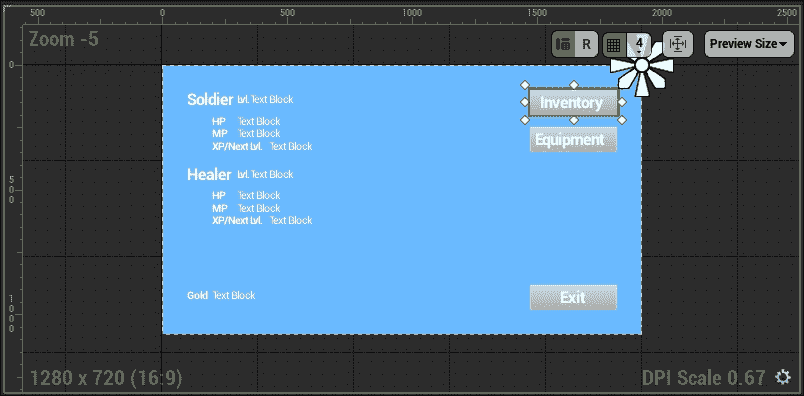 500 0 500 1000 1500 2000 2500
Zoom -5
R 4 Preview Size
0
Soldier Lvl. Text Block
Inventory
HP Text Block
MP Text Block
Equipment
XP/Next Lvl. Text Block
Healer Lvl. Text Block
500
HP Text Block
MP Text Block
XP/Next Lvl. Text Block
Gold Text Block
Exit
1000
1280 x 720 (16:9)
DPI Scale 0.67